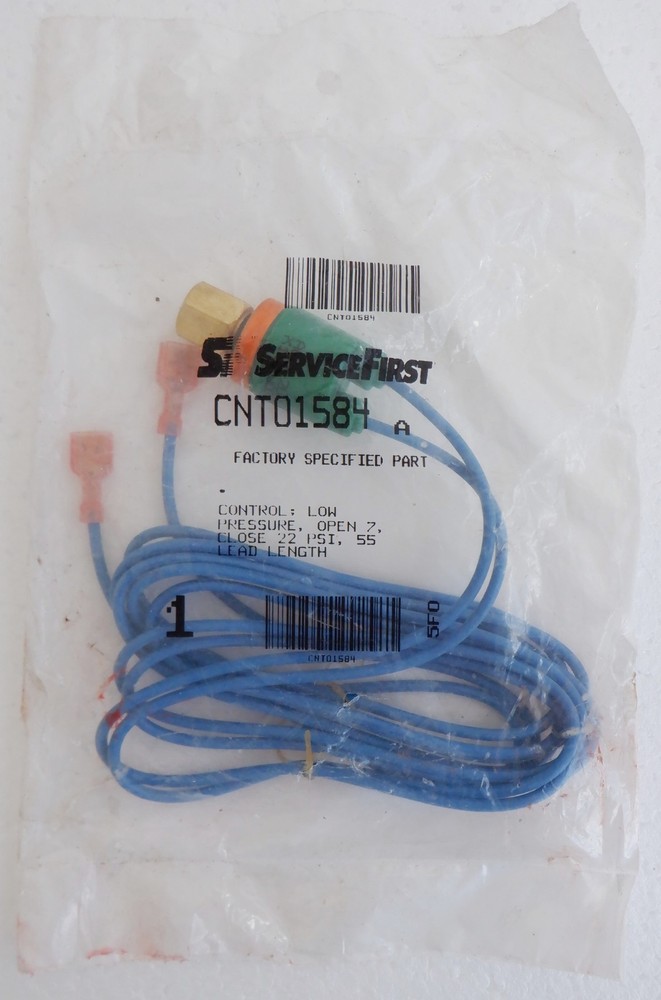 CNT01584
SERVICEFIRST
CNT01584 A
FACTORY SPECIFIED PART
CONTROL: LOW
PRESSURE, OPEN 7,
CLOSE 22 PSI, 55
LEAD LENGTH
1
5F0
CNT01584